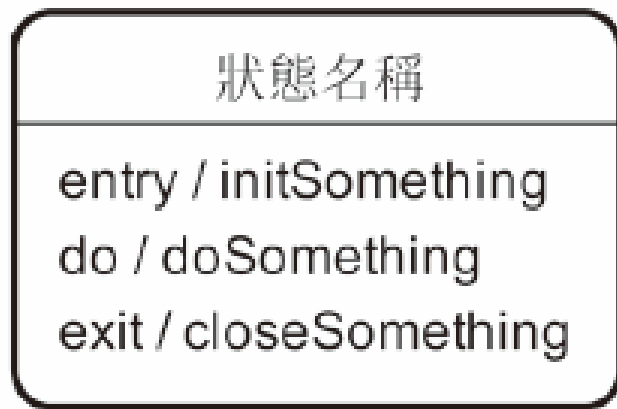 狀態名稱
entry / initSomething
do / doSomething
exit / closeSomething